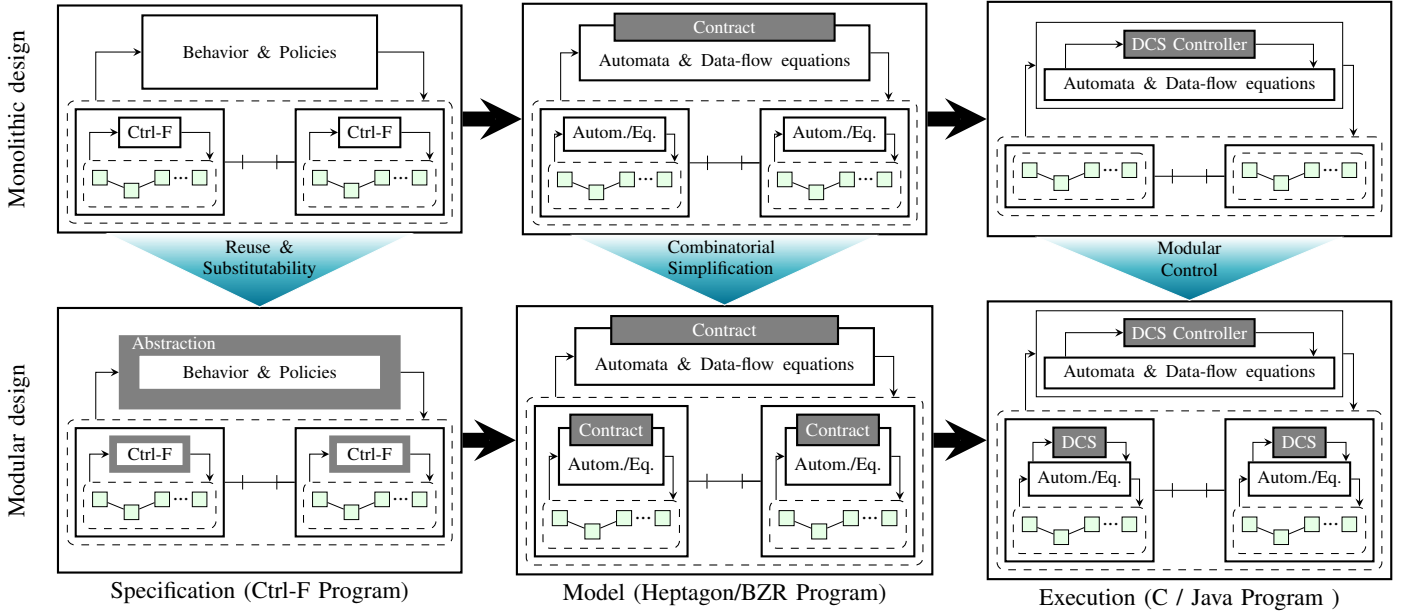 Monolithic design
Behavior & Policies
Ctrl-F
Ctrl-F
Contract
Automata & Data-flow equations
Autom./Eq.
Autom./Eq.
DCS Controller
Automata & Data-flow equations
Reuse &
Substitutability
Combinatorial
Simplification
Modular
Control
Modular design
Abstraction
Behavior & Policies
Ctrl-F
Ctrl-F
Contract
Automata & Data-flow equations
Contract
Autom./Eq.
Contract
Autom./Eq.
DCS Controller
Automata & Data-flow equations
DCS
Autom./Eq.
DCS
Autom./Eq.
Specification (Ctrl-F Program)
Model (Heptagon/BZR Program)
Execution (C / Java Program )